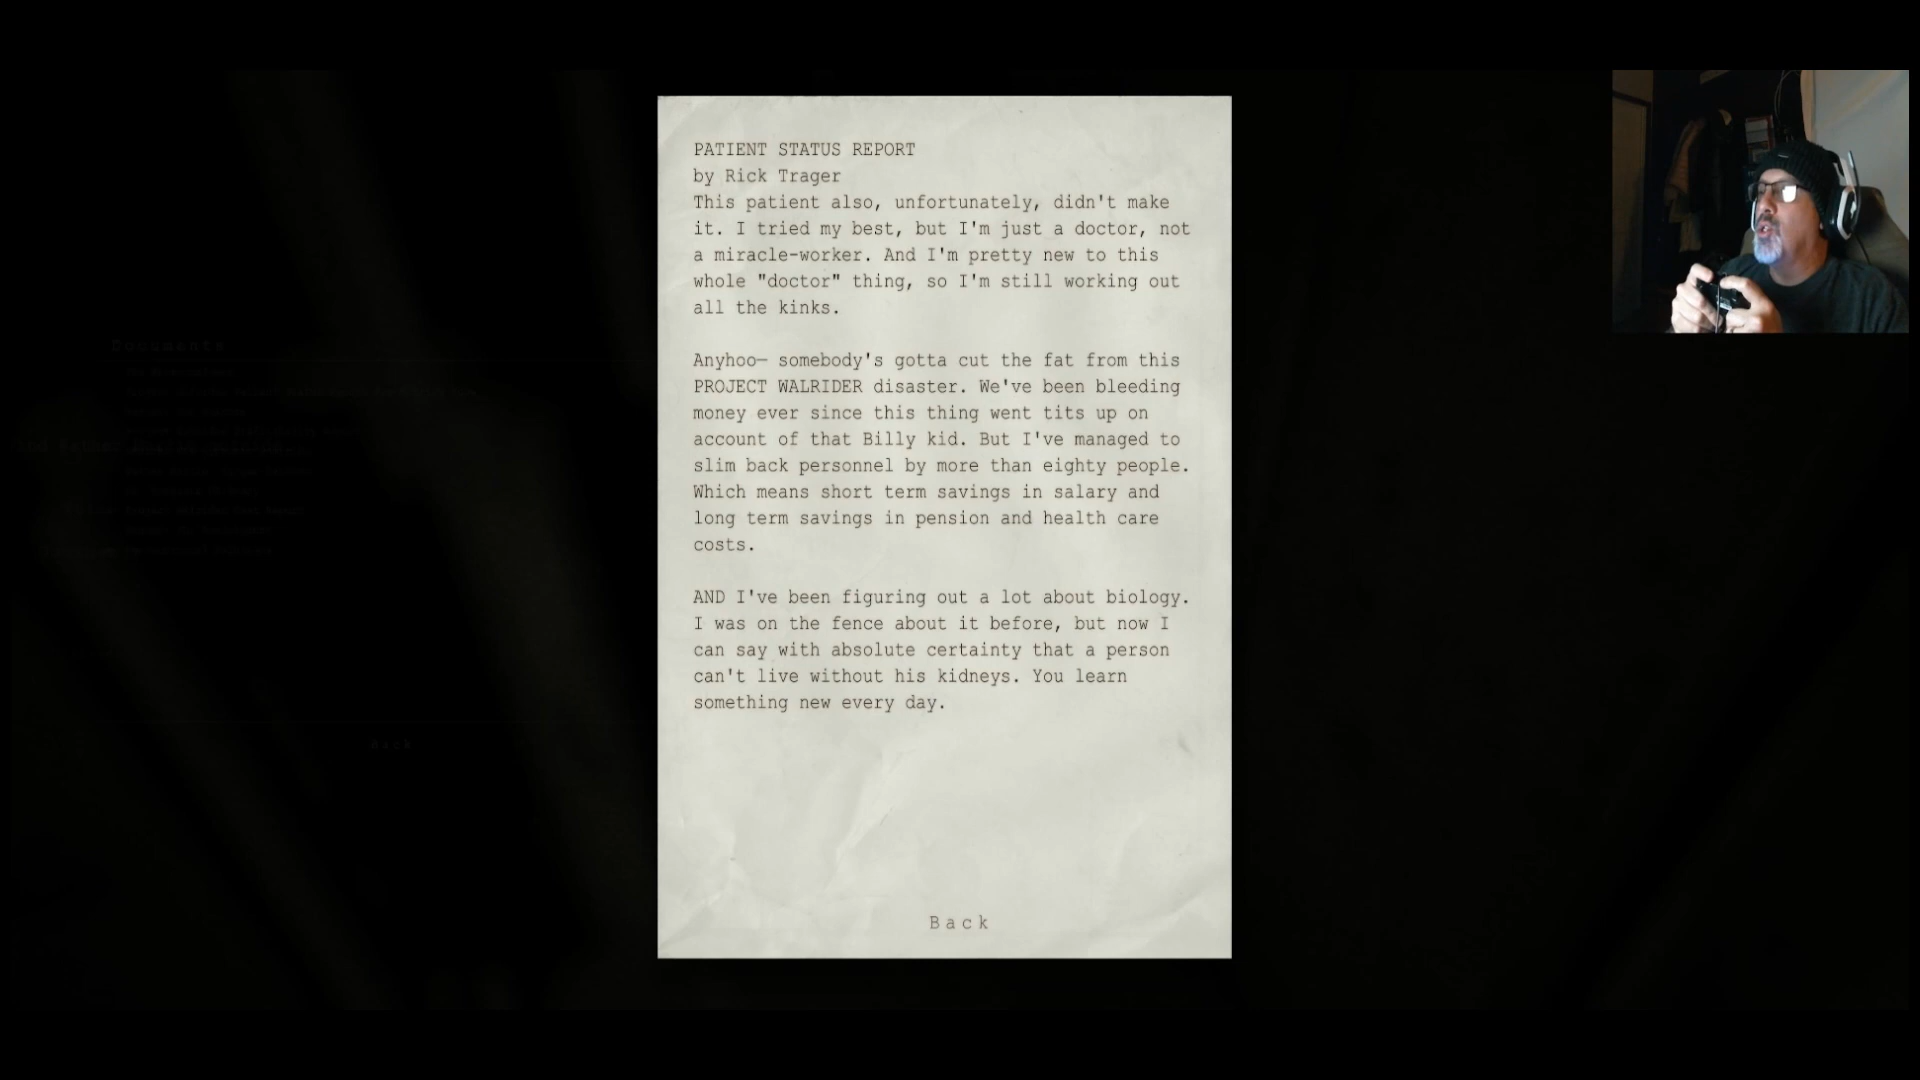 PATIENT STATUS REPORT
by Rick Trager
This patient also, unfortunately, didn't make
it. I tried my best, but I'm just a doctor, not
a miracle-worker. And I'm pretty new to this
whole "doctor" thing, so I'm still working out
all the kinks.
Anyhoo— somebody's gotta cut the fat from this
PROJECT WALRIDER disaster. We've been bleeding
money ever since this thing went tits up on
account of that Billy kid. But I've managed to
slim back personnel by more than eighty people.
Which means short term savings in salary and
long term savings in pension and health care
costs.
AND I've been figuring out a lot about biology.
I was on the fence about it before, but now I
can say with absolute certainty that a person
can't live without his kidneys. You learn
something new every day.
Back
Documents
Back